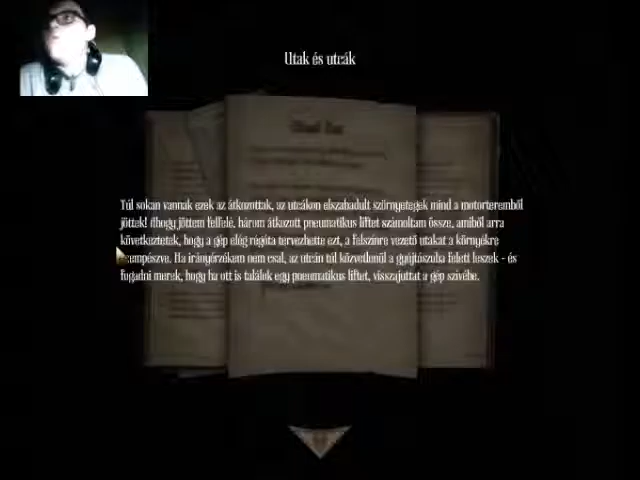 Utak és utcák
Túl sokan vannak ezek az átkozottak, az utcákon elszabadult szörnyetegek mind a motorteremből
jöttek! Ahogy jöttem felfelé, három átkozott pneumatikus liftet számoltam össze, amiből arra
következtetek, hogy a gép elég régóta tervezhette ezt, a felszínre vezető utakat a környékre
Ha irányérzékem nem csal, az utcán túl közvetlenül a gyújtószoba felett leszek - és
fogadni merek, hogy ha ott is találok egy pneumatikus liftet, visszajuttat a gép szívébe.